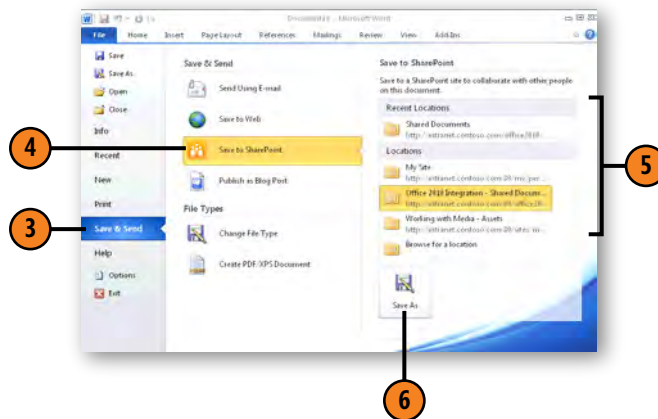 Document1 - Microsoft Word
File Home Insert Page Layout References Mailings Review View Add-Ins
Save
Save As
Open
Close
Info
Recent
New
Print
Save & Send
Help
Options
Exit
Save & Send
Send Using E-mail
Save to Web
Save to SharePoint
Publish as Blog Post
File Types
Change File Type
Create PDF/XPS Document
Save to SharePoint
Save to a SharePoint site to collaborate with other people
on this document.
Recent Locations
Shared Documents
Locations
My Site
Office 2010 Integration - Shared Docum...
Working with Media - Assets
Browse for a location
Save As
3
4
5
6